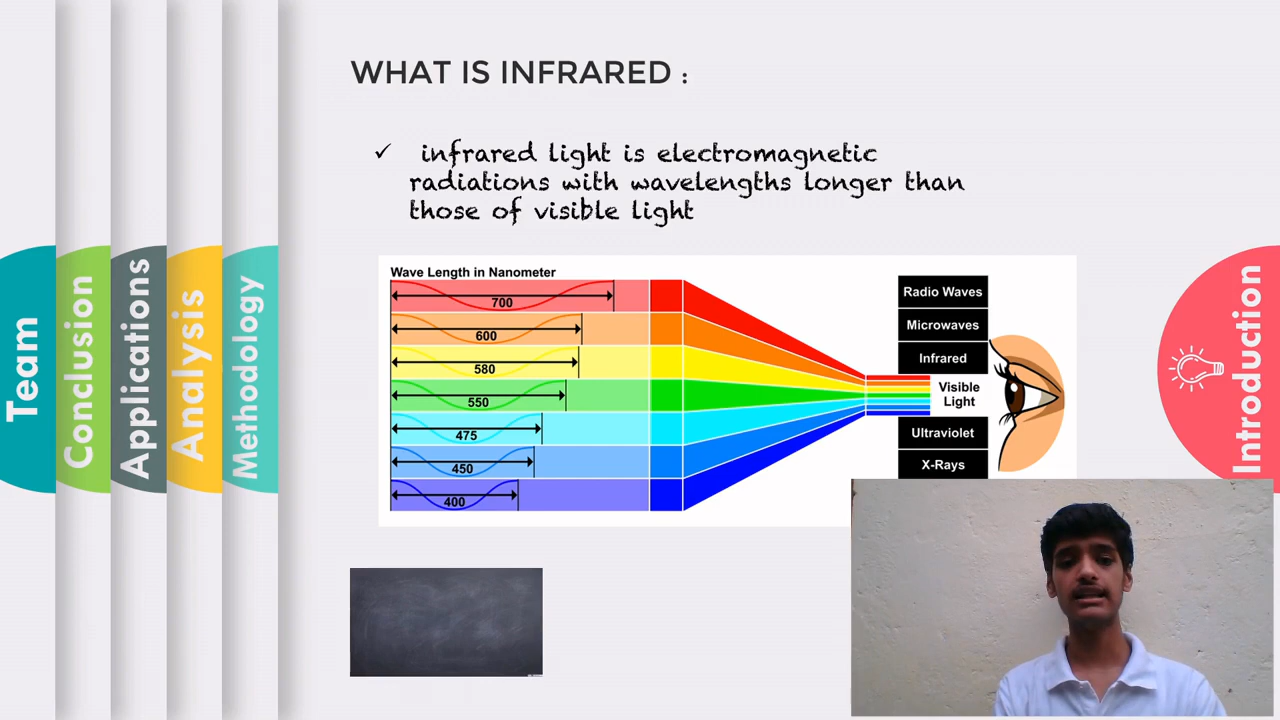 WHAT IS INFRARED :
✓ infrared light is electromagnetic
radiations with wavelengths longer than
those of visible light
Wave Length in Nanometer
700
600
580
550
475
450
400
Radio Waves
Microwaves
Infrared
Visible
Light
Ultraviolet
X-Rays
Team
Conclusion
Applications
Analysis
Methodology
Introduction